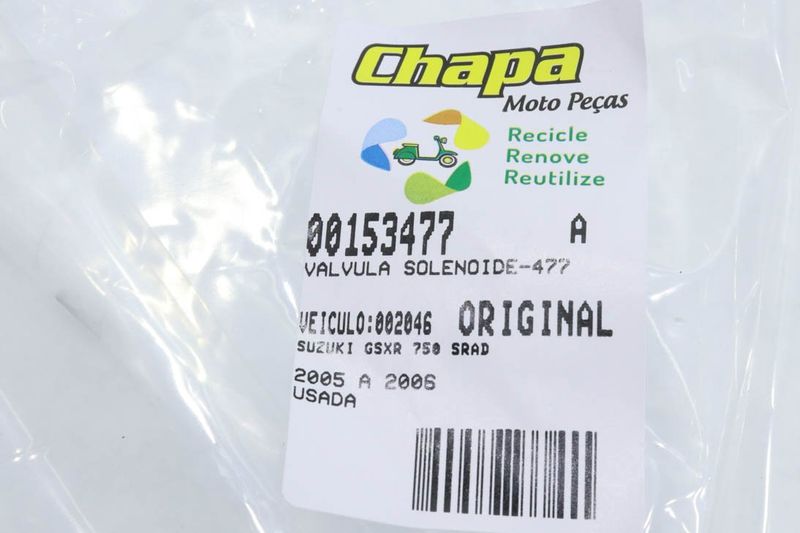 Chapa
Moto Peças
Recicle
Renove
Reutilize
00153477 A
VALVULA SOLENOIDE-477
VEICULO:002046 ORIGINAL
SUZUKI GSXR 750 SRAD
2005 A 2006
USADA